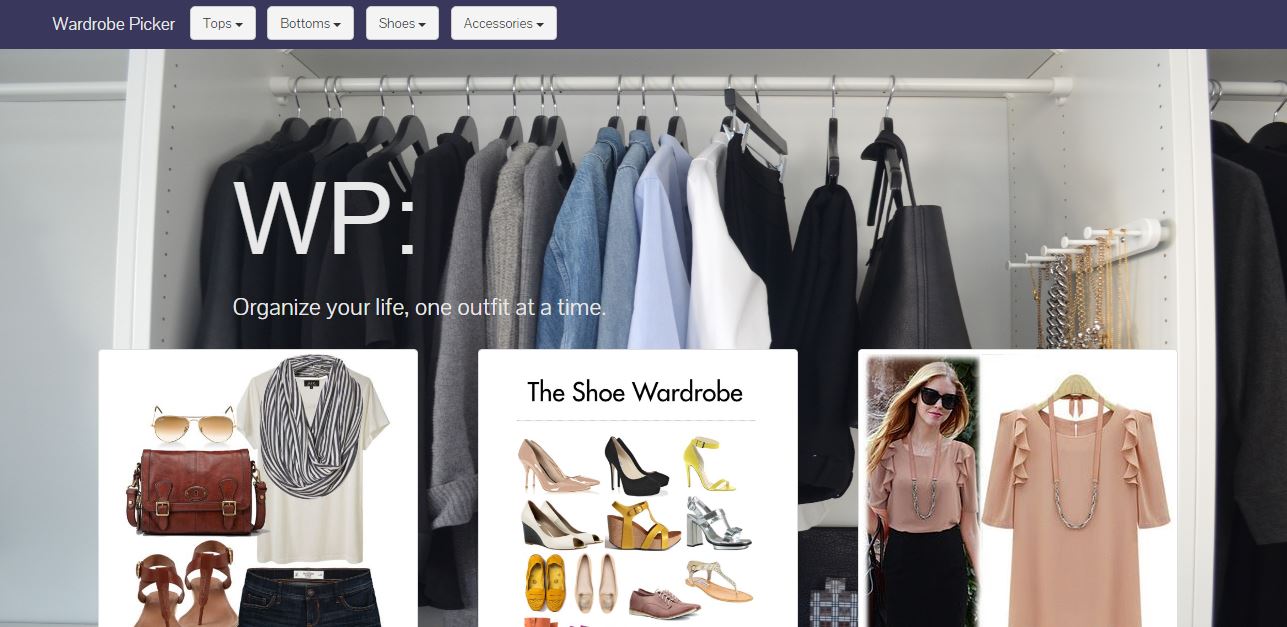 Wardrobe Picker
Tops
Bottoms
Shoes
Accessories
WP:
Organize your life, one outfit at a time.
The Shoe Wardrobe